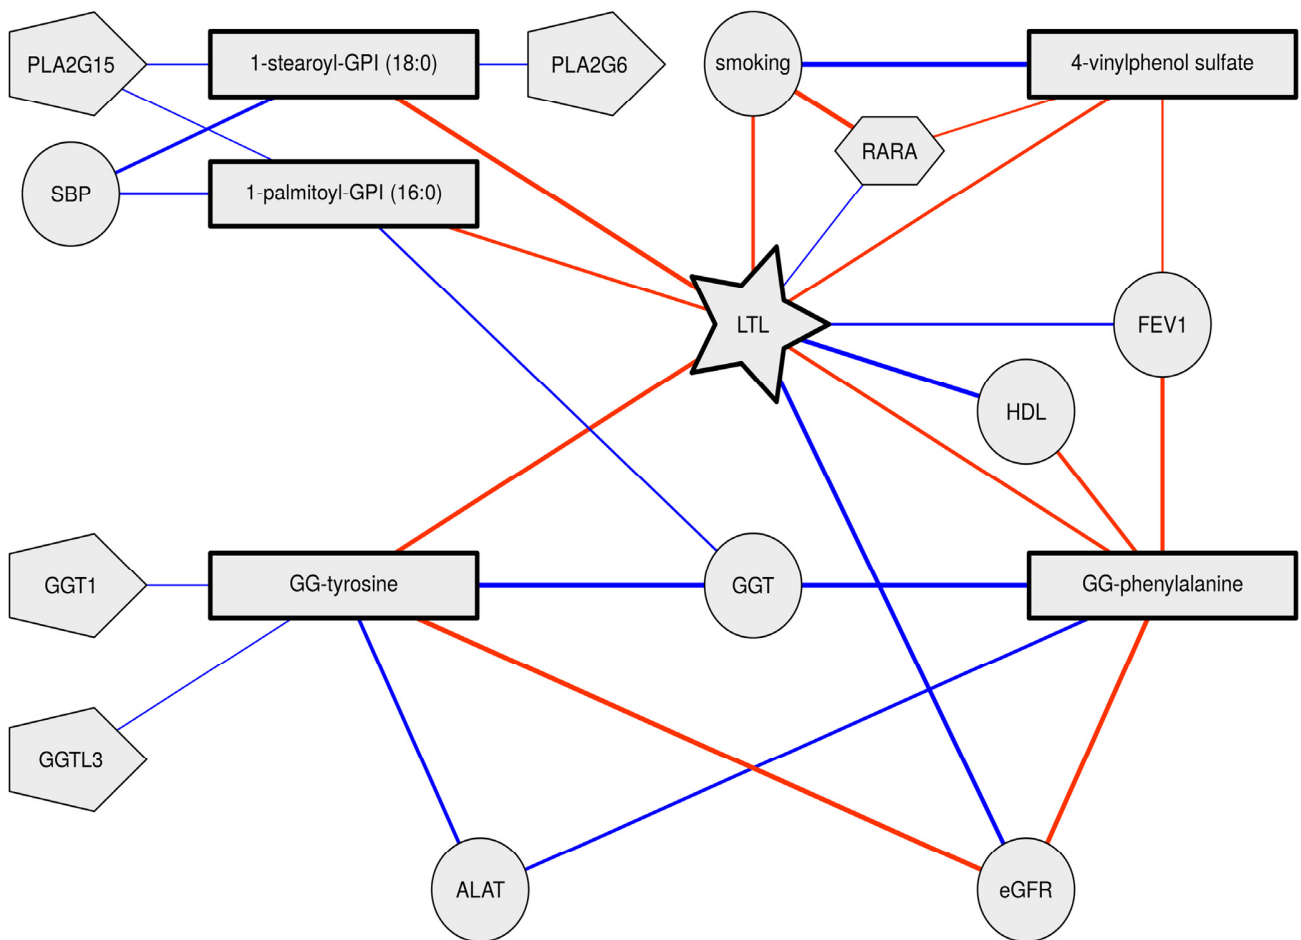 PLA2G15
1-stearoyl-GPI (18:0)
PLA2G6
smoking
4-vinylphenol sulfate
RARA
SBP
1-palmitoyl-GPI (16:0)
LTL
FEV1
HDL
GGT1
GG-tyrosine
GGT
GG-phenylalanine
GGTL3
ALAT
eGFR